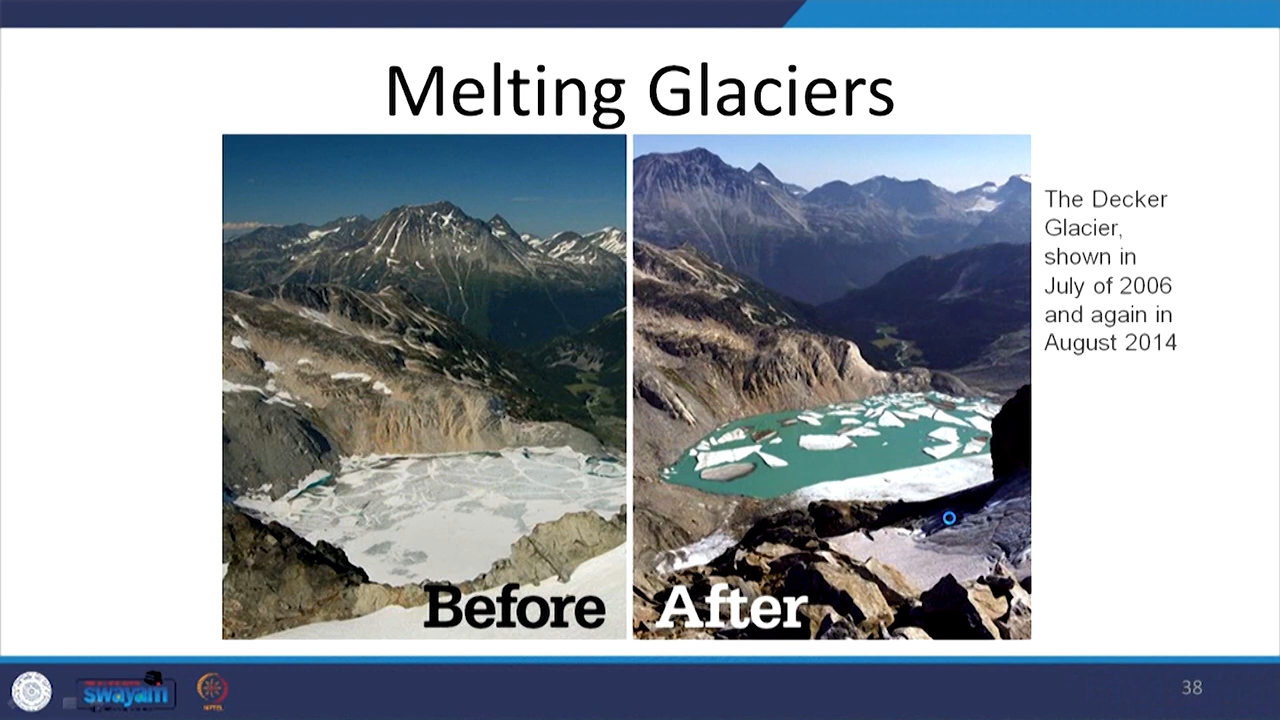 Melting Glaciers
The Decker
Glacier,
shown in
July of 2006
and again in
August 2014
Before
After
swayam
38